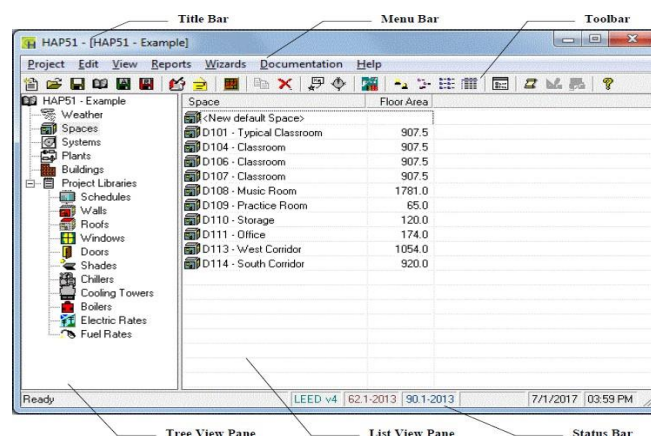 Title Bar Menu Bar Toolbar
HAP51 - [HAP51 - Example]
Project Edit View Reports Wizards Documentation Help
HAP51 - Example
Weather
Spaces
Systems
Plants
Buildings
Project Libraries
Schedules
Walls
Roofs
Windows
Doors
Shades
Chillers
Cooling Towers
Boilers
Electric Rates
Fuel Rates
Space Floor Area
<New default Space>
D101 - Typical Classroom 907.5
D104 - Classroom 907.5
D106 - Classroom 907.5
D107 - Classroom 907.5
D108 - Music Room 1781.0
D109 - Practice Room 65.0
D110 - Storage 120.0
D111 - Office 174.0
D113 - West Corridor 1054.0
D114 - South Corridor 920.0
Ready LEED v4 62.1-2013 90.1-2013 7/1/2017 03:59 PM
Tree View Pane List View Pane Status Bar